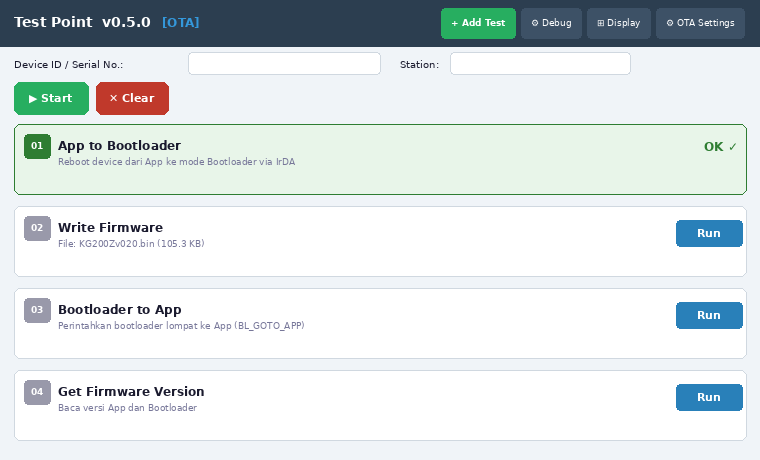 Test Point v0.5.0 [OTA]
+ Add Test
⚙ Debug
⊞ Display
⚙ OTA Settings
Device ID / Serial No.:
Station:
▶ Start
✕ Clear
01
App to Bootloader
OK ✓
Reboot device dari App ke mode Bootloader via IrDA
02
Write Firmware
Run
File: KG200Zv020.bin (105.3 KB)
03
Bootloader to App
Run
Perintahkan bootloader lompat ke App (BL_GOTO_APP)
04
Get Firmware Version
Run
Baca versi App dan Bootloader